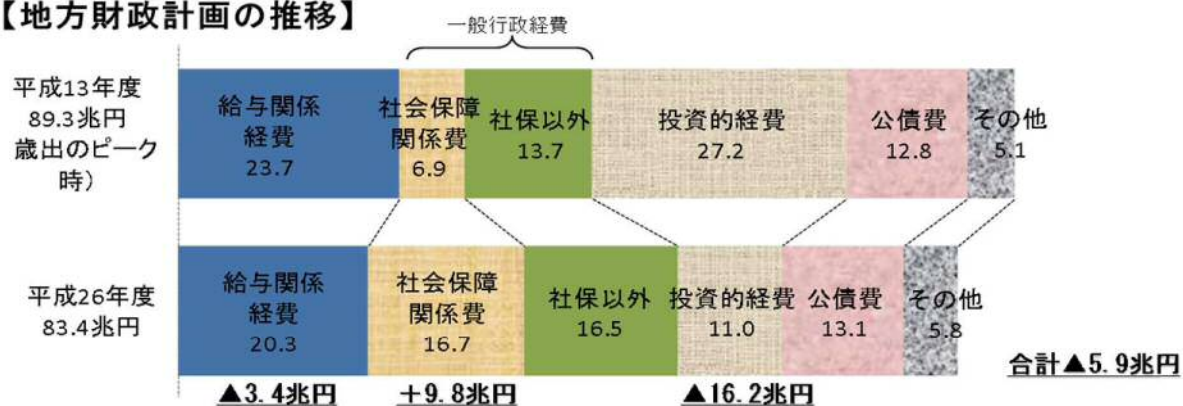 【地方財政計画の推移】
一般行政経費
平成13年度
89.3兆円
歳出のピーク
時）
給与関係
経費
23.7
社会保障
関係費
6.9
社保以外
13.7
投資的経費
27.2
公債費
12.8
その他
5.1
平成26年度
83.4兆円
給与関係
経費
20.3
社会保障
関係費
16.7
社保以外
16.5
投資的経費
11.0
公債費
13.1
その他
5.8
▲3.4兆円
＋9.8兆円
▲16.2兆円
合計▲5.9兆円